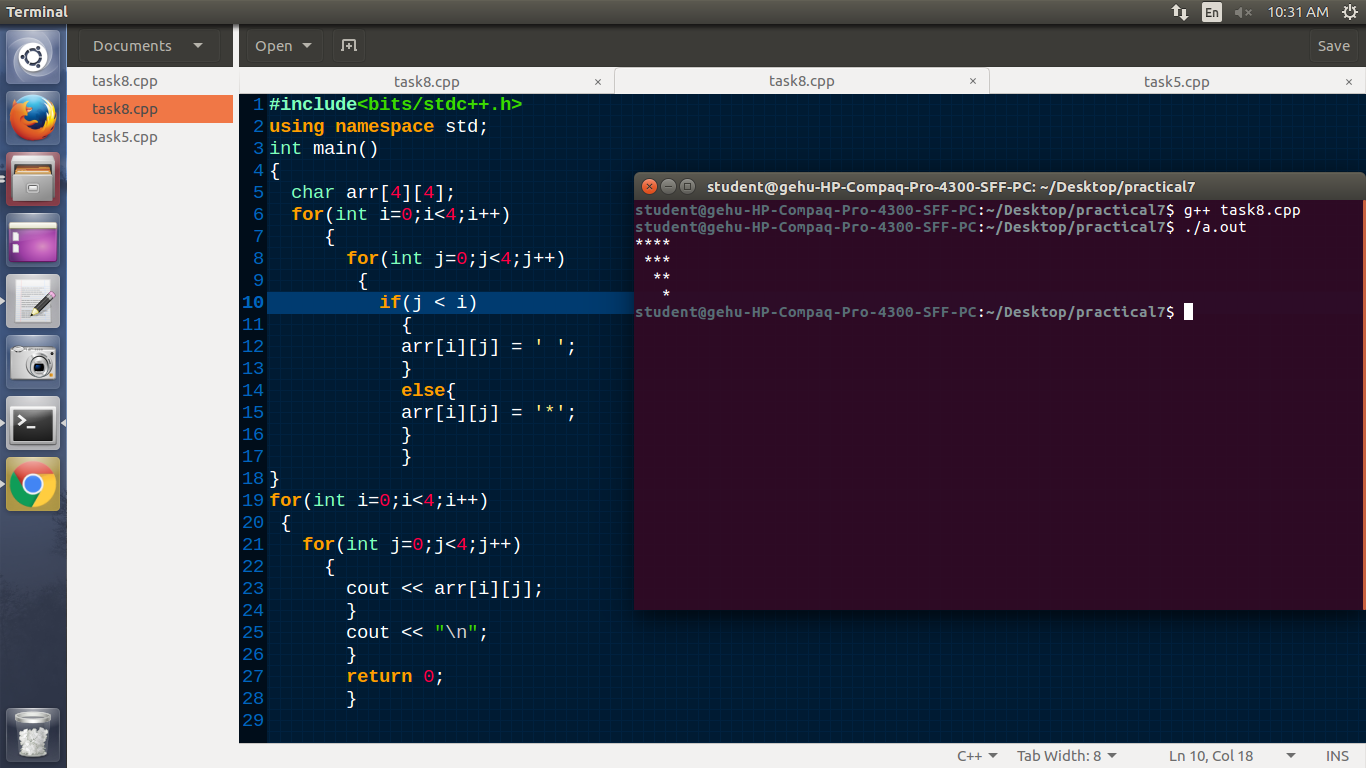 Terminal
En
10:31 AM
Documents
Open
Save
task8.cpp
task8.cpp
task5.cpp
task8.cpp ×
task8.cpp ×
task5.cpp ×
1 #include<bits/stdc++.h>
2 using namespace std;
3 int main()
4 {
5   char arr[4][4];
6   for(int i=0;i<4;i++)
7      {
8        for(int j=0;j<4;j++)
9         {
10          if(j < i)
11            {
12            arr[i][j] = ' ';
13            }
14            else{
15            arr[i][j] = '*';
16            }
17            }
18 }
19 for(int i=0;i<4;i++)
20  {
21    for(int j=0;j<4;j++)
22      {
23        cout << arr[i][j];
24        }
25        cout << "\n";
26        }
27        return 0;
28        }
29
student@gehu-HP-Compaq-Pro-4300-SFF-PC: ~/Desktop/practical7
student@gehu-HP-Compaq-Pro-4300-SFF-PC:~/Desktop/practical7$ g++ task8.cpp
student@gehu-HP-Compaq-Pro-4300-SFF-PC:~/Desktop/practical7$ ./a.out
****
 ***
  **
   *
student@gehu-HP-Compaq-Pro-4300-SFF-PC:~/Desktop/practical7$
C++ Tab Width: 8 Ln 10, Col 18 INS